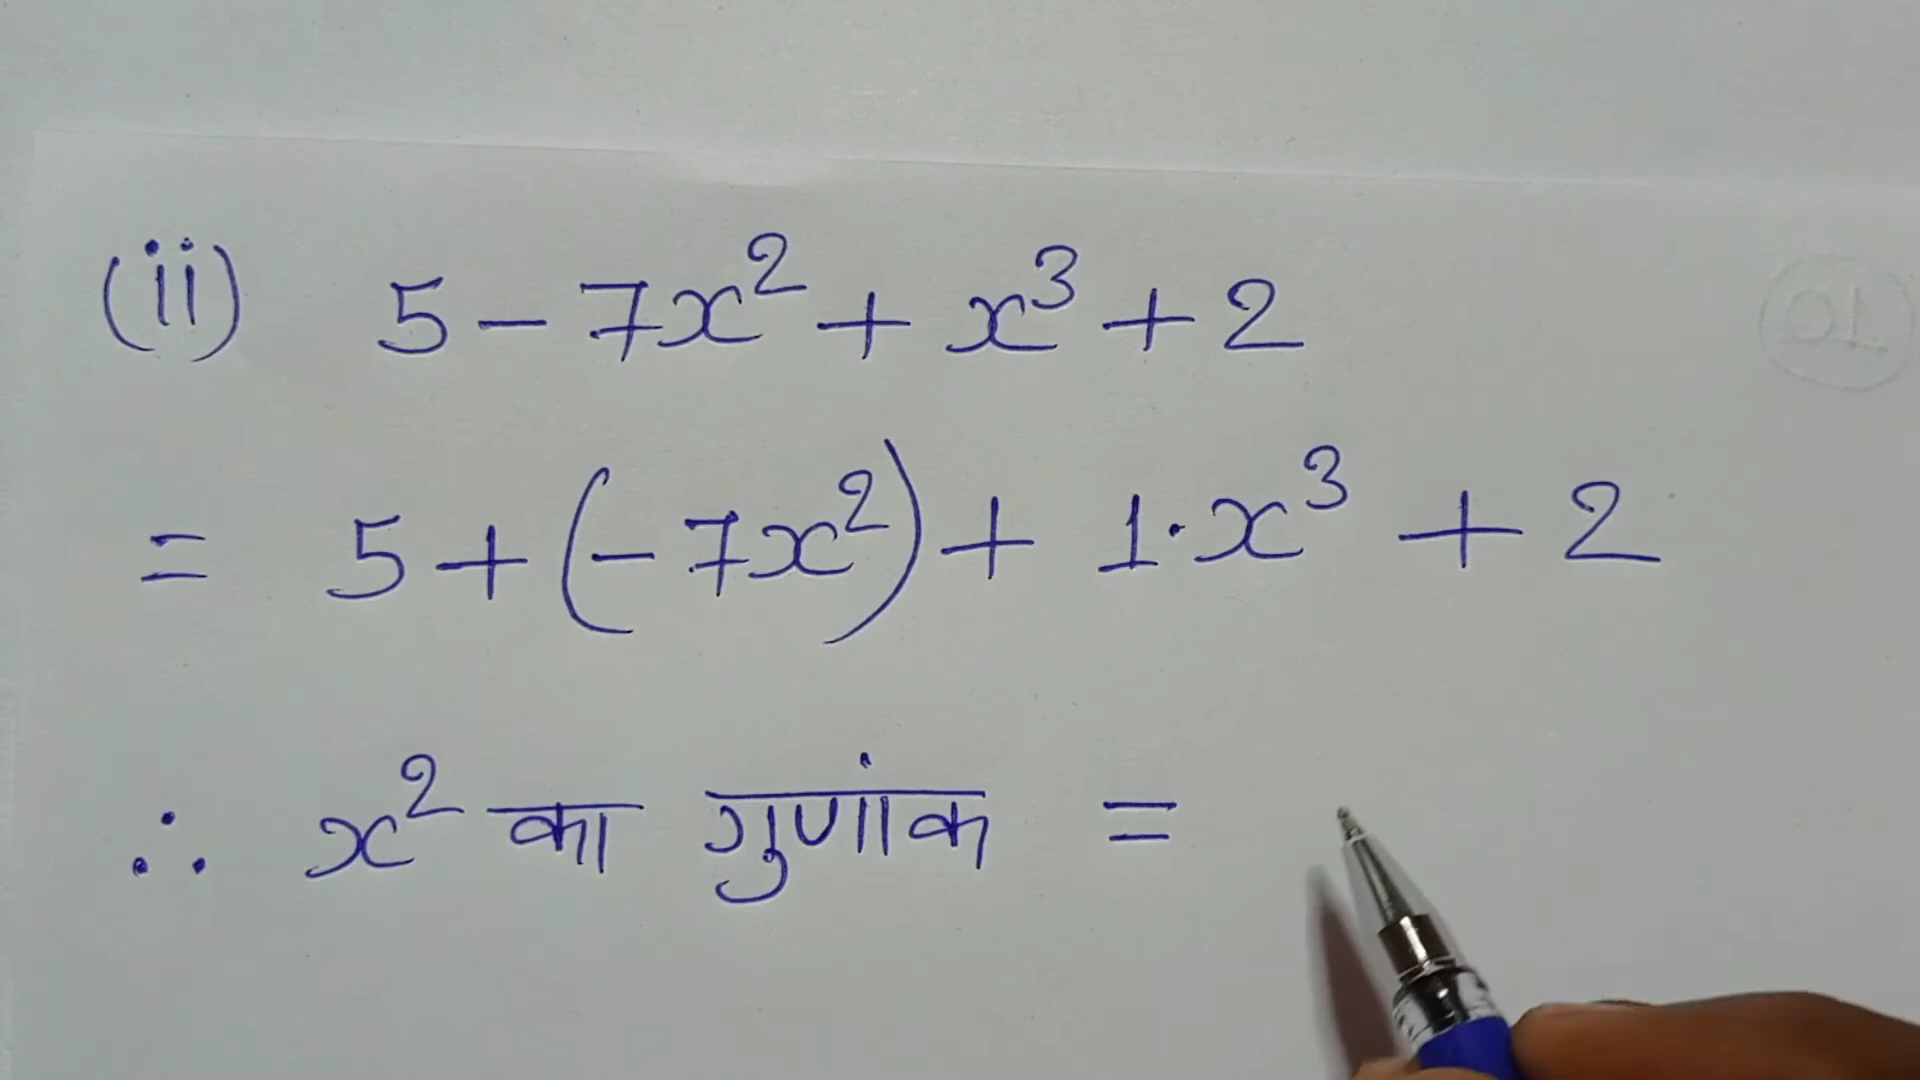 (ii) 5 - 7x² + x³ + 2
= 5 + (- 7x²) + 1·x³ + 2
∴ x² का गुणांक =